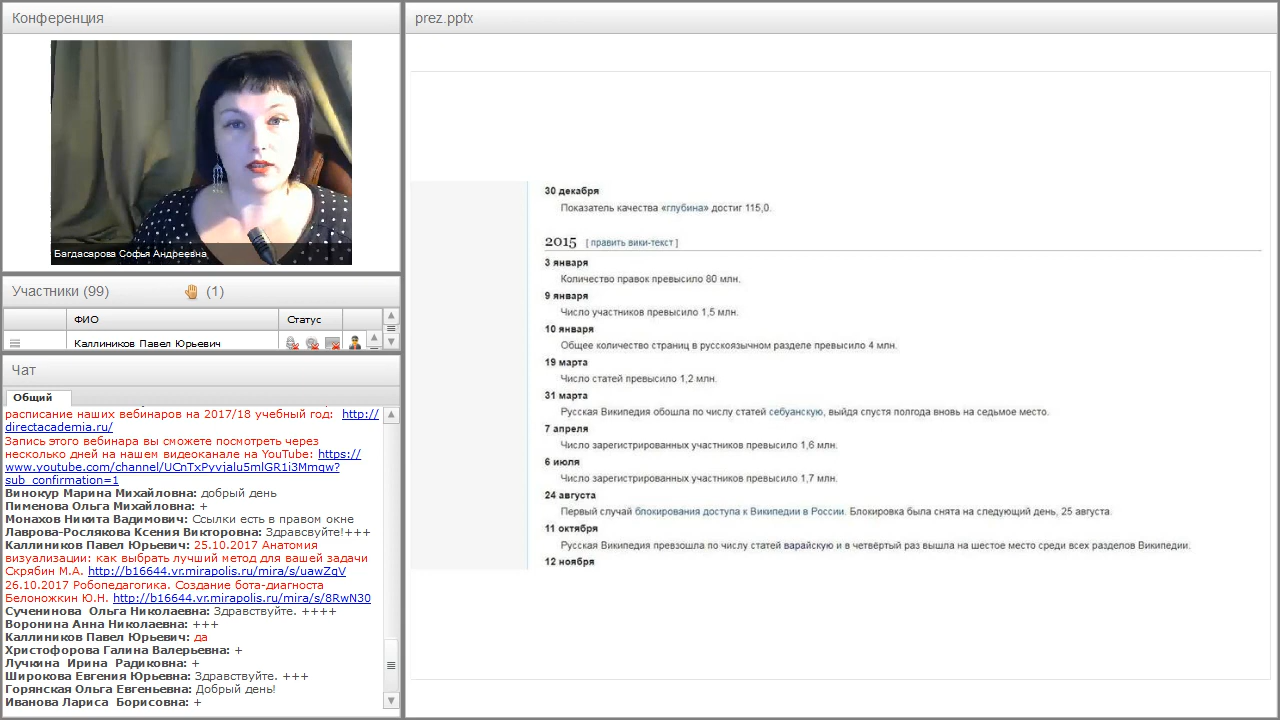 Конференция
Багдасарова Софья Андреевна
Участники (99)
(1)
ФИО
Статус
Каллиников Павел Юрьевич
Чат
Общий
расписание наших вебинаров на 2017/18 учебный год: http://
directacademia.ru/
Запись этого вебинара вы сможете посмотреть через
несколько дней на нашем видеоканале на YouTube: https://
www.youtube.com/channel/UCnTxPyvjalu5mlGR1i3Mmqw?
sub_confirmation=1
Винокур Марина Михайловна: добрый день
Пименова Ольга Михайловна: +
Монахов Никита Вадимович: Ссылки есть в правом окне
Лаврова-Рослякова Ксения Викторовна: Здравсвуйте!+++
Каллиников Павел Юрьевич: 25.10.2017 Анатомия
визуализации: как выбрать лучший метод для вашей задачи
Скрябин М.А. http://b16644.vr.mirapolis.ru/mira/s/uawZqV
26.10.2017 Робопедагогика. Создание бота-диагноста
Белоножкин Ю.Н. http://b16644.vr.mirapolis.ru/mira/s/8RwN30
Сученинова Ольга Николаевна: Здравствуйте. ++++
Воронина Анна Николаевна: +++
Каллиников Павел Юрьевич: да
Христофорова Галина Валерьевна: +
Лучкина Ирина Радиковна: +
Широкова Евгения Юрьевна: Здравствуйте. +++
Горянская Ольга Евгеньевна: Добрый день!
Иванова Лариса Борисовна: +
prez.pptx
30 декабря
Показатель качества «глубина» достиг 115,0.
2015 [ править вики-текст ]
3 января
Количество правок превысило 80 млн.
9 января
Число участников превысило 1,5 млн.
10 января
Общее количество страниц в русскоязычном разделе превысило 4 млн.
19 марта
Число статей превысило 1,2 млн.
31 марта
Русская Википедия обошла по числу статей себуанскую, выйдя спустя полгода вновь на седьмое место.
7 апреля
Число зарегистрированных участников превысило 1,6 млн.
6 июля
Число зарегистрированных участников превысило 1,7 млн.
24 августа
Первый случай блокирования доступа к Википедии в России. Блокировка была снята на следующий день, 25 августа.
11 октября
Русская Википедия превзошла по числу статей варайскую и в четвёртый раз вышла на шестое место среди всех разделов Википедии.
12 ноября